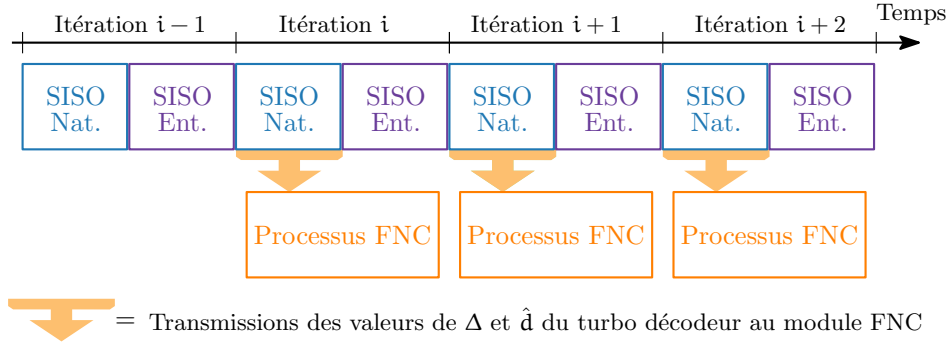 Temps
Itération i − 1 Itération i Itération i + 1 Itération i + 2
SISO Nat. SISO Ent. SISO Nat. SISO Ent. SISO Nat. SISO Ent. SISO Nat. SISO Ent.
Processus FNC Processus FNC Processus FNC
= Transmissions des valeurs de Δ et d̂ du turbo décodeur au module FNC